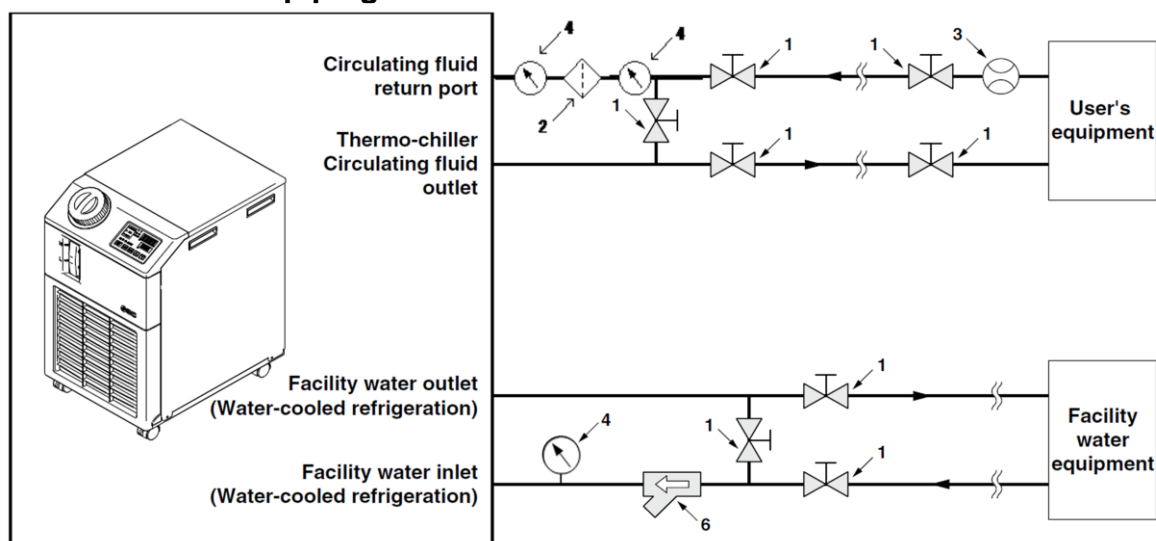 4
4
1
1
3
Circulating fluid
return port
2
1
User's
equipment
Thermo-chiller
Circulating fluid
outlet
1
1
Facility water outlet
(Water-cooled refrigeration)
1
4
1
Facility
water
equipment
Facility water inlet
(Water-cooled refrigeration)
1
6